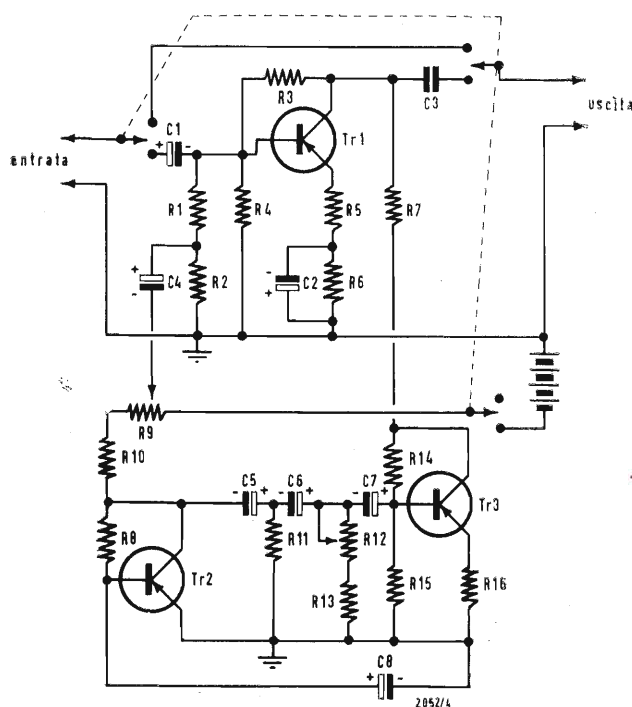 C1
+ -
R3
C3
uscita
entrata
Tr1
R1
R4
R5
R7
+
-
C4
R2
-
+
C2
R6
R9
R10
R8
Tr2
- C5 +
- C6 +
- C7 +
R14
Tr3
R11
R12
R13
R15
R16
C8
+ -
2052/4